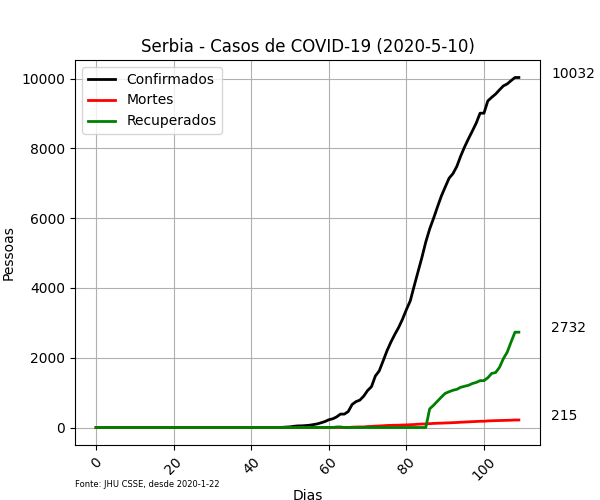 Serbia - Casos de COVID-19 (2020-5-10)
Confirmados
Mortes
Recuperados
10032
2732
215
Pessoas
10000
8000
6000
4000
2000
0
0
20
40
60
80
100
Fonte: JHU CSSE, desde 2020-1-22
Dias